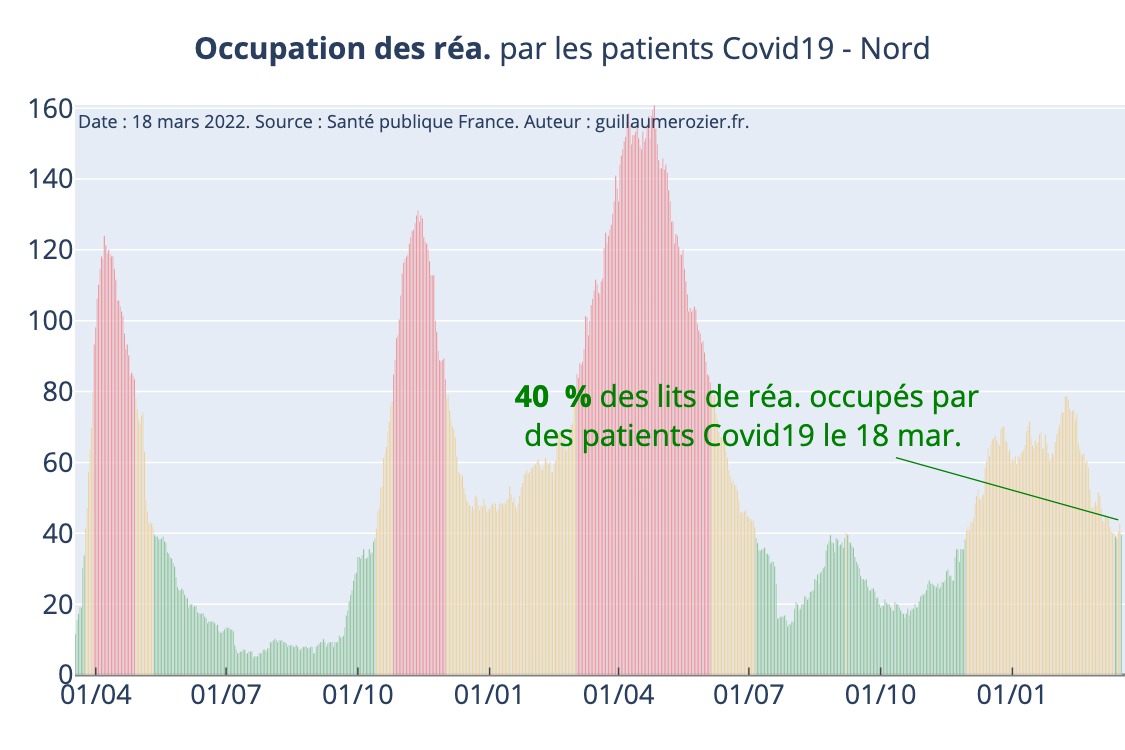 Occupation des réa. par les patients Covid19 - Nord
160
Date : 18 mars 2022. Source : Santé publique France. Auteur : guillaumerozier.fr.
140
120
100
80
40 % des lits de réa. occupés par
des patients Covid19 le 18 mar.
60
40
20
0
01/04 01/07 01/10 01/01 01/04 01/07 01/10 01/01